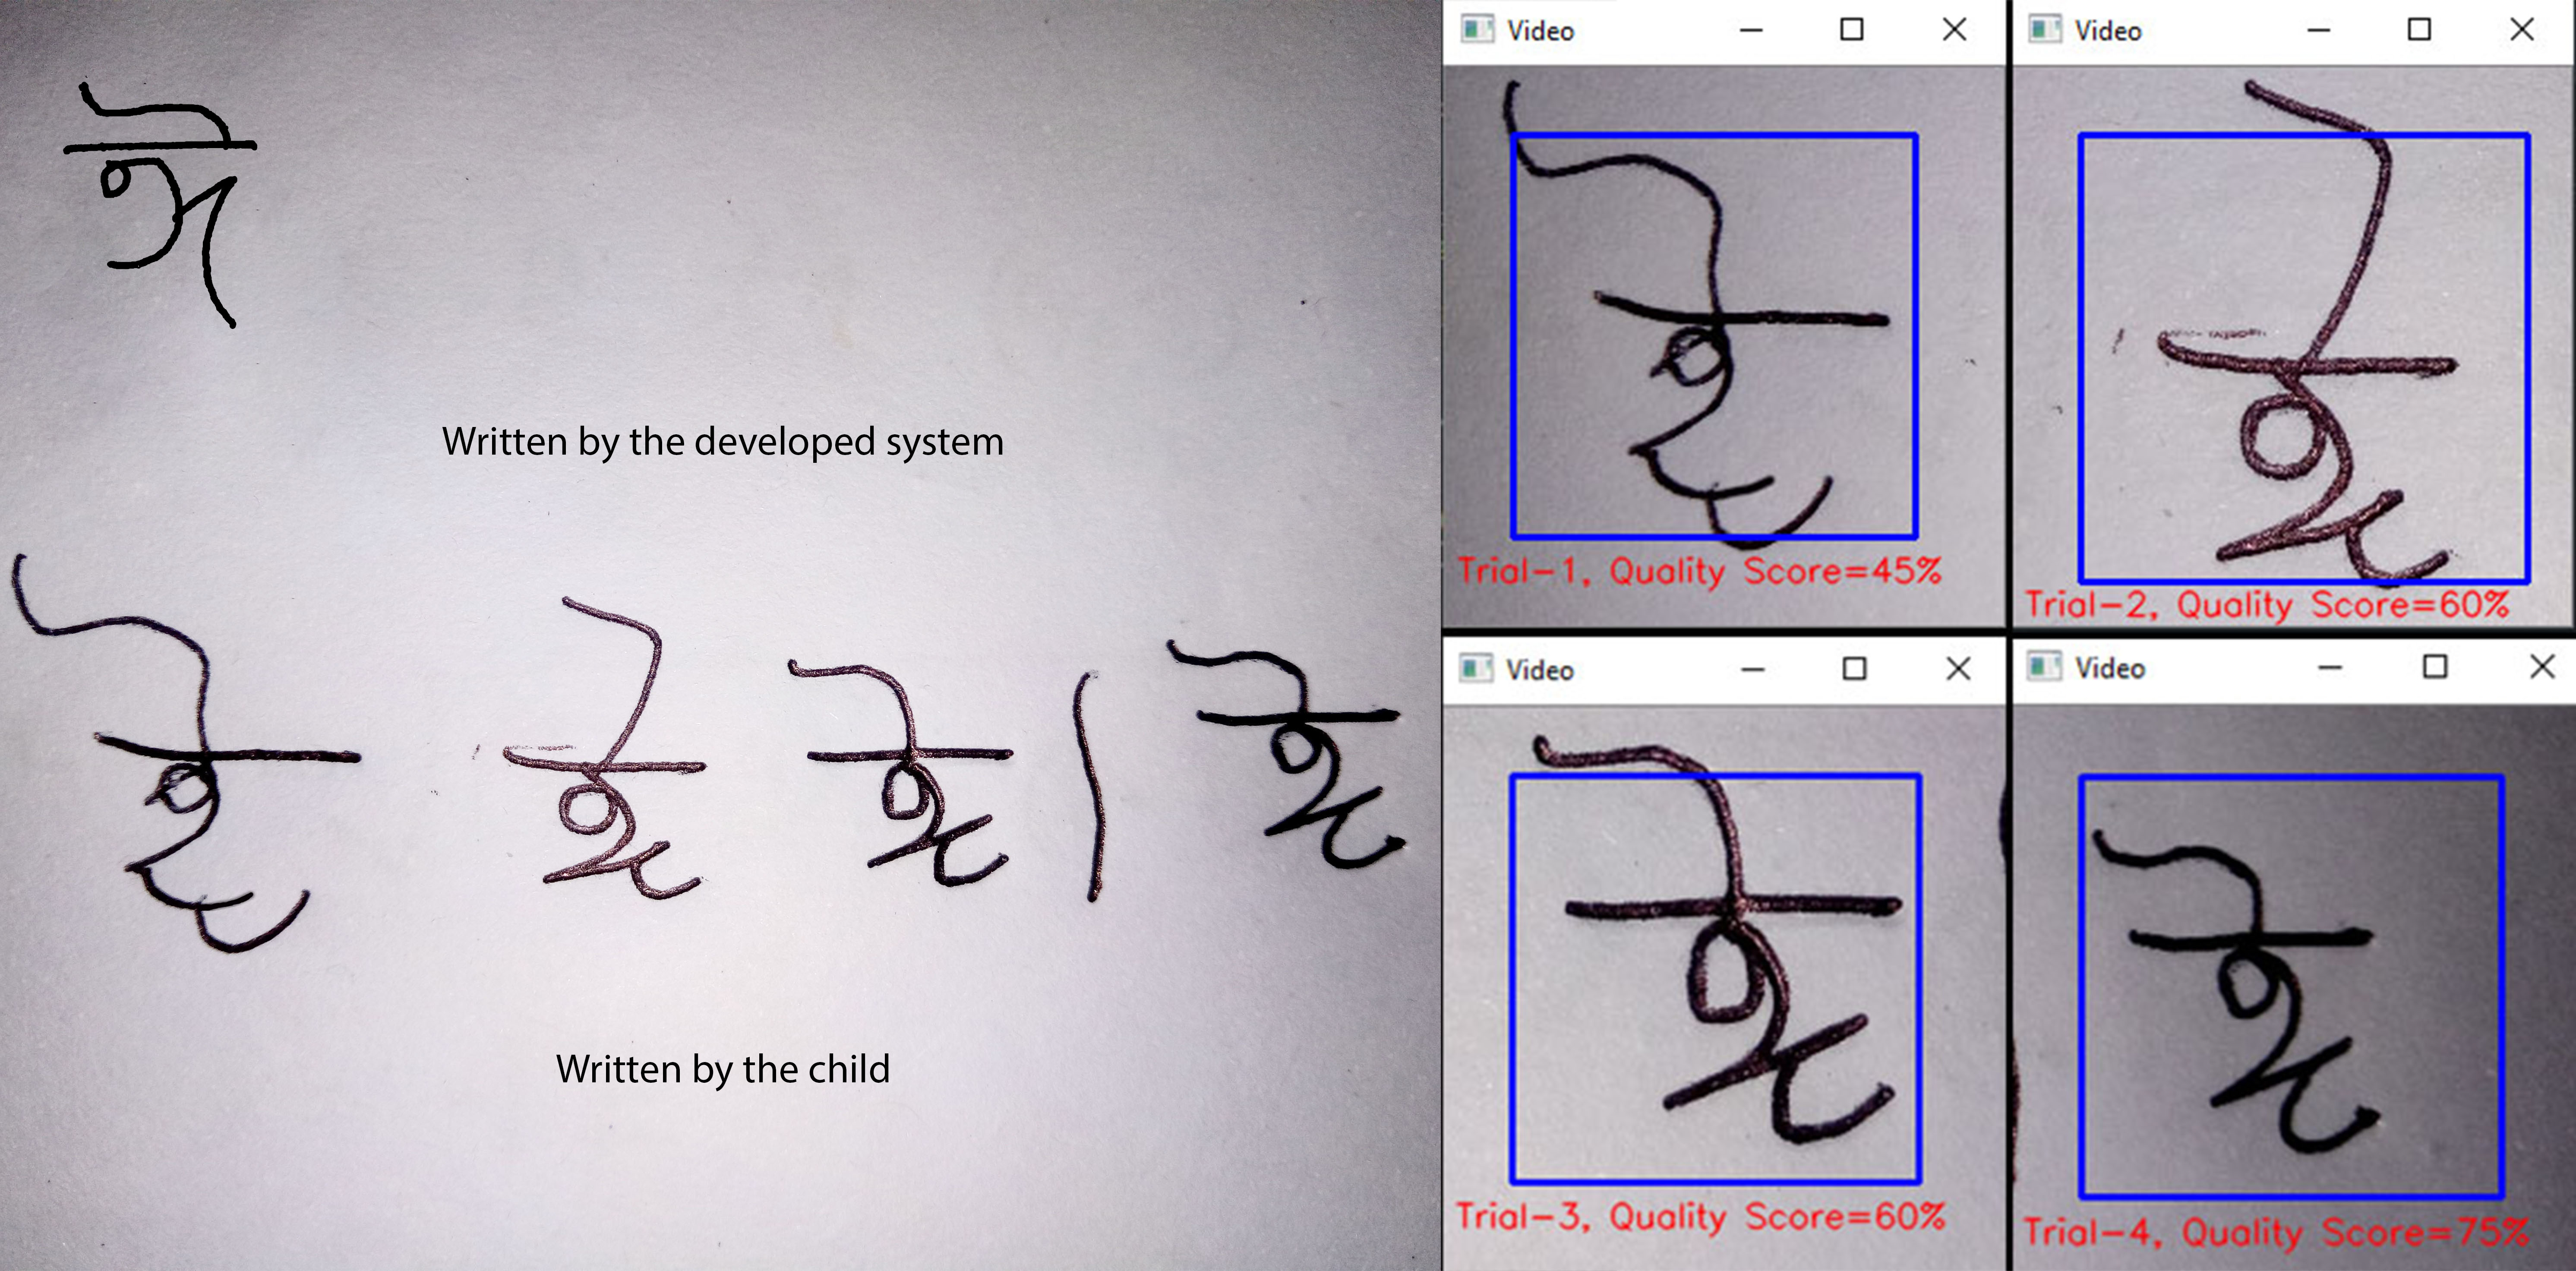 ই
Written by the developed system
ই ই ই ই
Written by the child
Video
Trial-1, Quality Score=45%
Video
Trial-2, Quality Score=60%
Video
Trial-3, Quality Score=60%
Video
Trial-4, Quality Score=75%